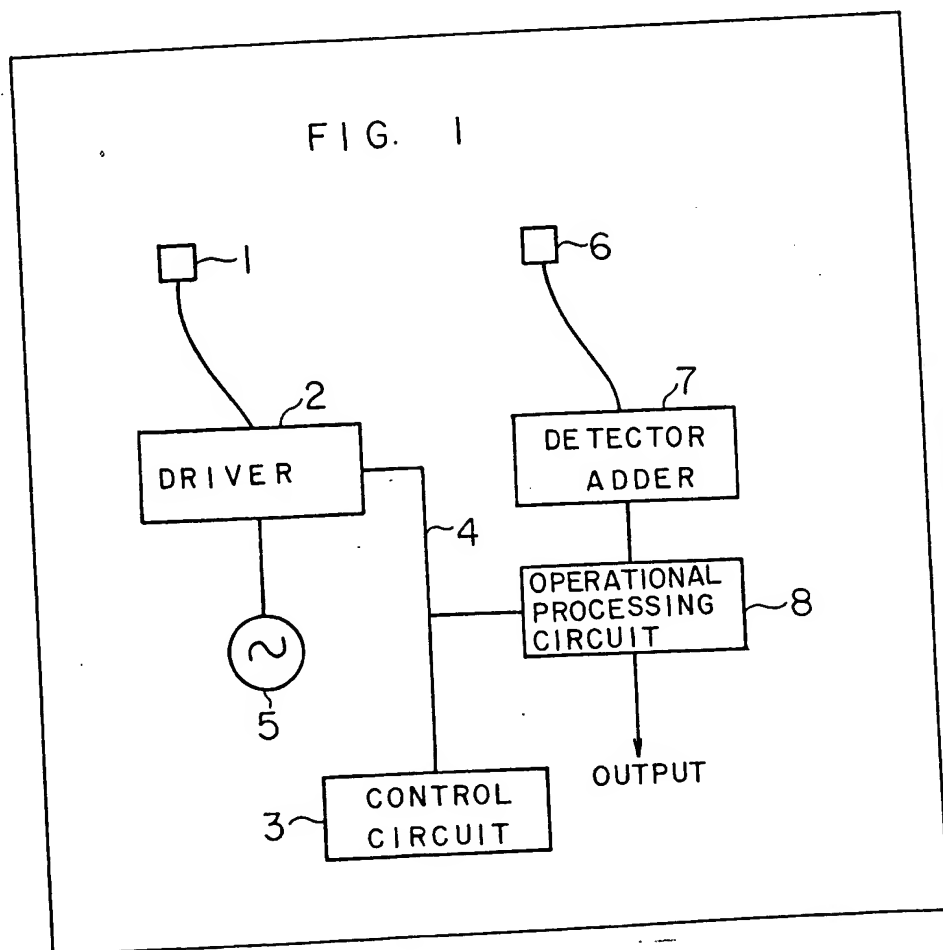 FIG. 1
1
6
2
DRIVER
7
DETECTOR
ADDER
4
OPERATIONAL
PROCESSING
CIRCUIT
8
5
OUTPUT
3
CONTROL
CIRCUIT